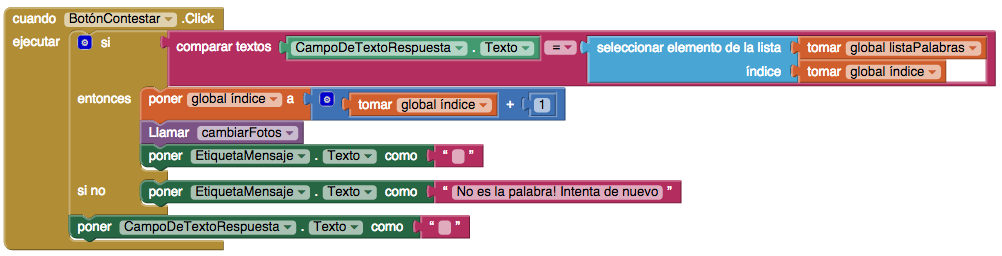 cuando BotónContestar .Click
ejecutar si comparar textos CampoDeTextoRespuesta . Texto = seleccionar elemento de la lista tomar global listaPalabras
índice tomar global índice
entonces poner global índice a tomar global índice + 1
Llamar cambiarFotos
poner EtiquetaMensaje . Texto como “ ”
si no poner EtiquetaMensaje . Texto como “ No es la palabra! Intenta de nuevo ”
poner CampoDeTextoRespuesta . Texto como “ ”